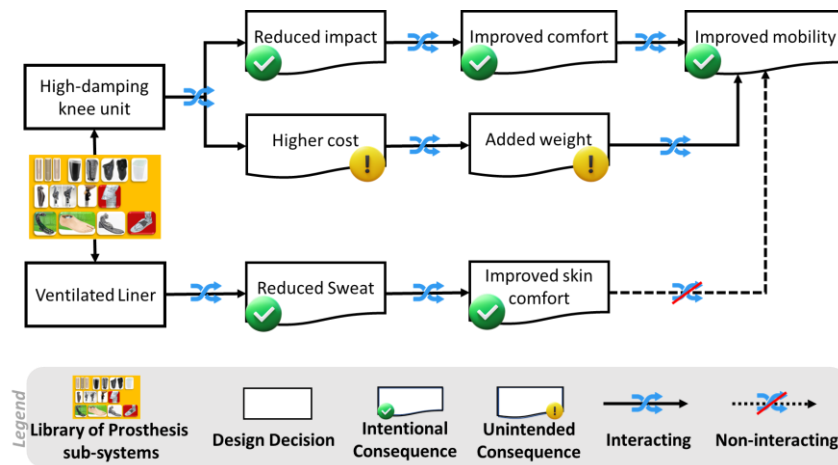 Reduced impact
Improved comfort
Improved mobility
High-damping
knee unit
Higher cost
Added weight
Ventilated Liner
Reduced Sweat
Improved skin
comfort
Legend
Library of Prosthesis
sub-systems
Design Decision
Intentional
Consequence
Unintended
Consequence
Interacting
Non-interacting